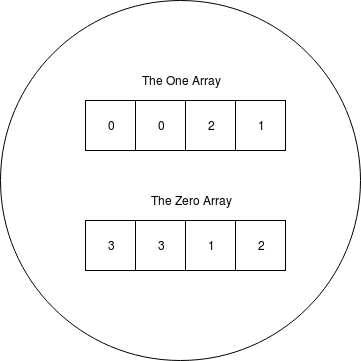 The One Array
0 0 2 1
The Zero Array
3 3 1 2